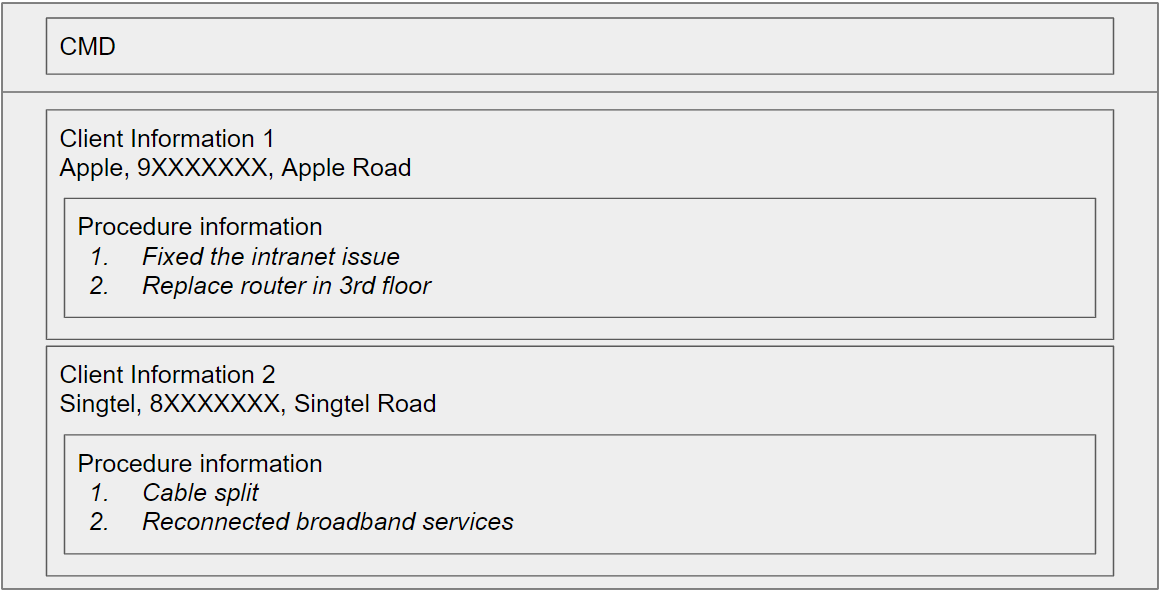 CMD
Client Information 1
Apple, 9XXXXXXX, Apple Road
Procedure information
1. Fixed the intranet issue
2. Replace router in 3rd floor
Client Information 2
Singtel, 8XXXXXXX, Singtel Road
Procedure information
1. Cable split
2. Reconnected broadband services